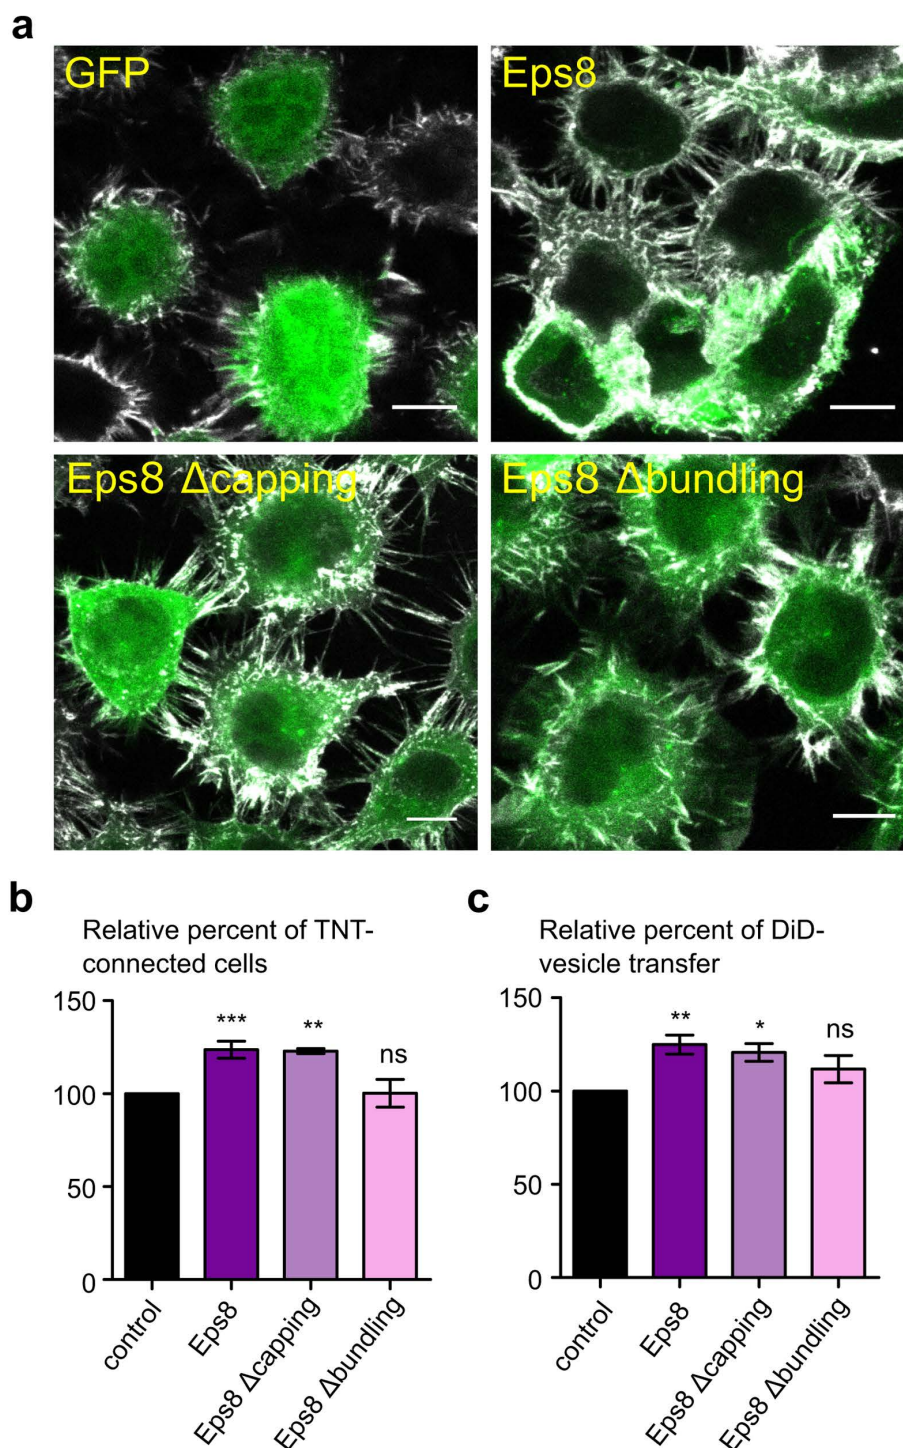 a
GFP
Eps8
Eps8 Δcapping
Eps8 Δbundling
b
Relative percent of TNT-
connected cells
150
100
50
0
***
**
ns
control
Eps8
Eps8 Δcapping
Eps8 Δbundling
c
Relative percent of DiD-
vesicle transfer
150
100
50
0
**
*
ns
control
Eps8
Eps8 Δcapping
Eps8 Δbundling